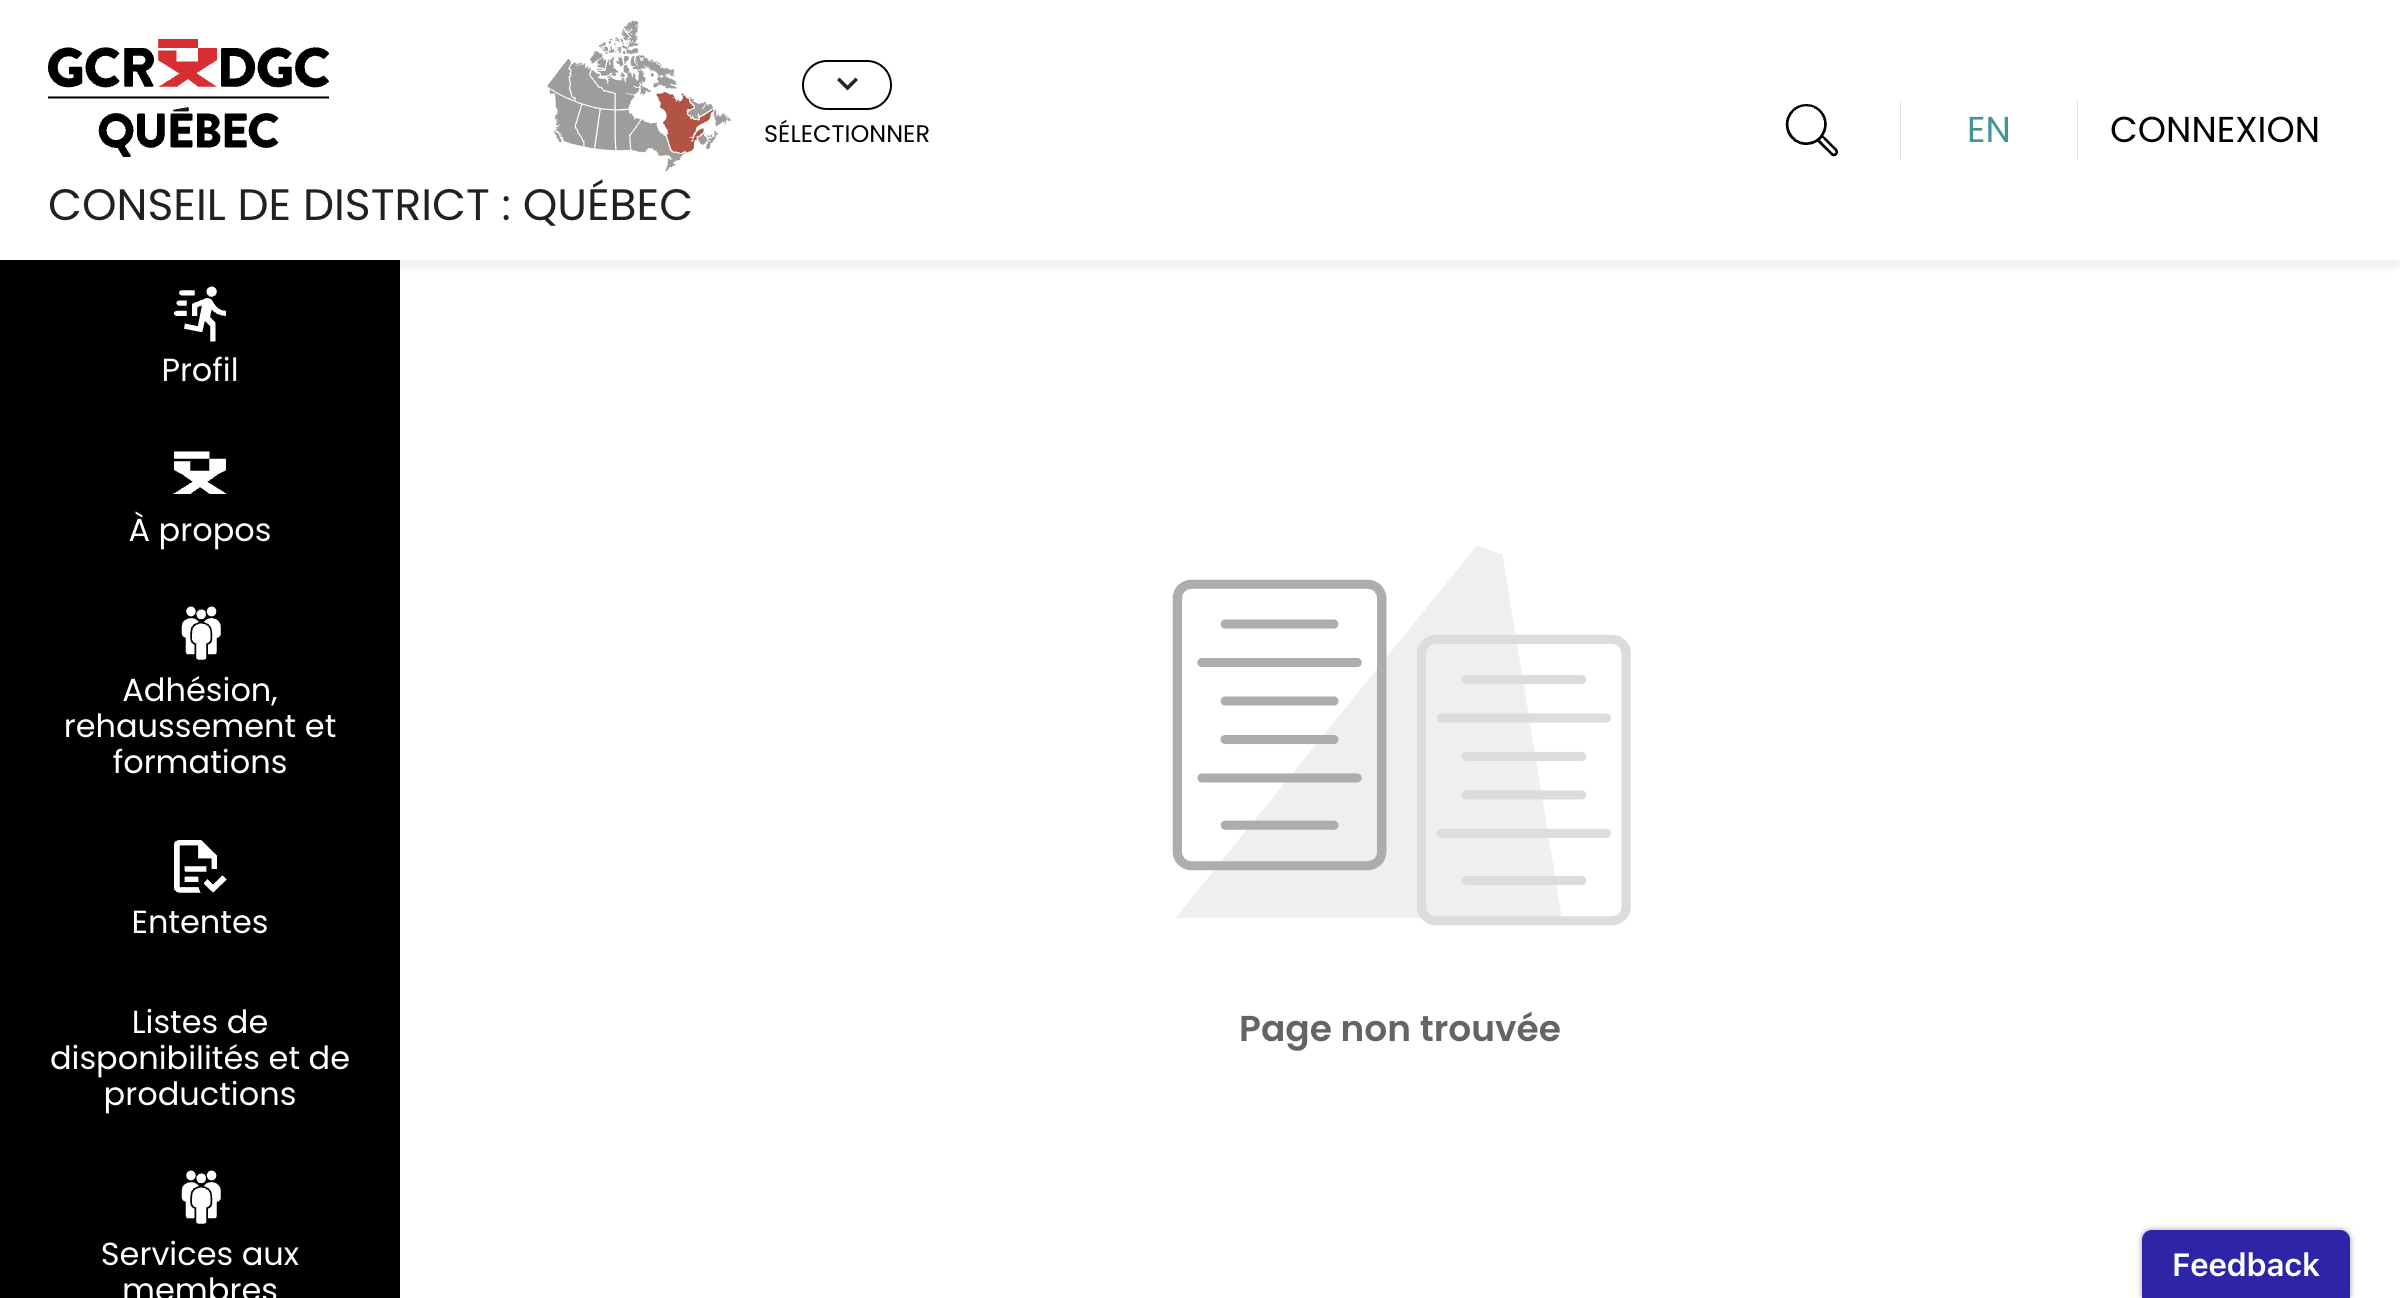 GCR DGC
QUÉBEC
SÉLECTIONNER
EN
CONNEXION
CONSEIL DE DISTRICT : QUÉBEC
Profil
À propos
Adhésion,
rehaussement et
formations
Ententes
Listes de
disponibilités et de
productions
Services aux
membres
Page non trouvée
Feedback